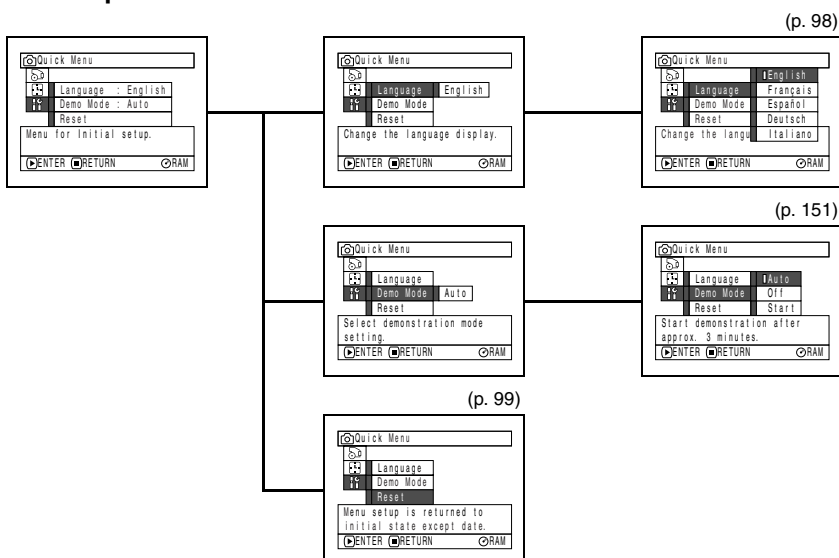 (p. 98)
Quick Menu
Language : English
Demo Mode : Auto
Reset
Menu for Initial setup.
ENTER RETURN RAM
Quick Menu
Language English
Demo Mode
Reset
Change the language display.
ENTER RETURN RAM
Quick Menu
English
Language Français
Demo Mode Español
Reset Deutsch
Change the langu Italiano
ENTER RETURN RAM
(p. 151)
Quick Menu
Language
Demo Mode Auto
Reset
Select demonstration mode
setting.
ENTER RETURN RAM
Quick Menu
Language Auto
Demo Mode Off
Reset Start
Start demonstration after
approx. 3 minutes.
ENTER RETURN RAM
(p. 99)
Quick Menu
Language
Demo Mode
Reset
Menu setup is returned to
initial state except date.
ENTER RETURN RAM